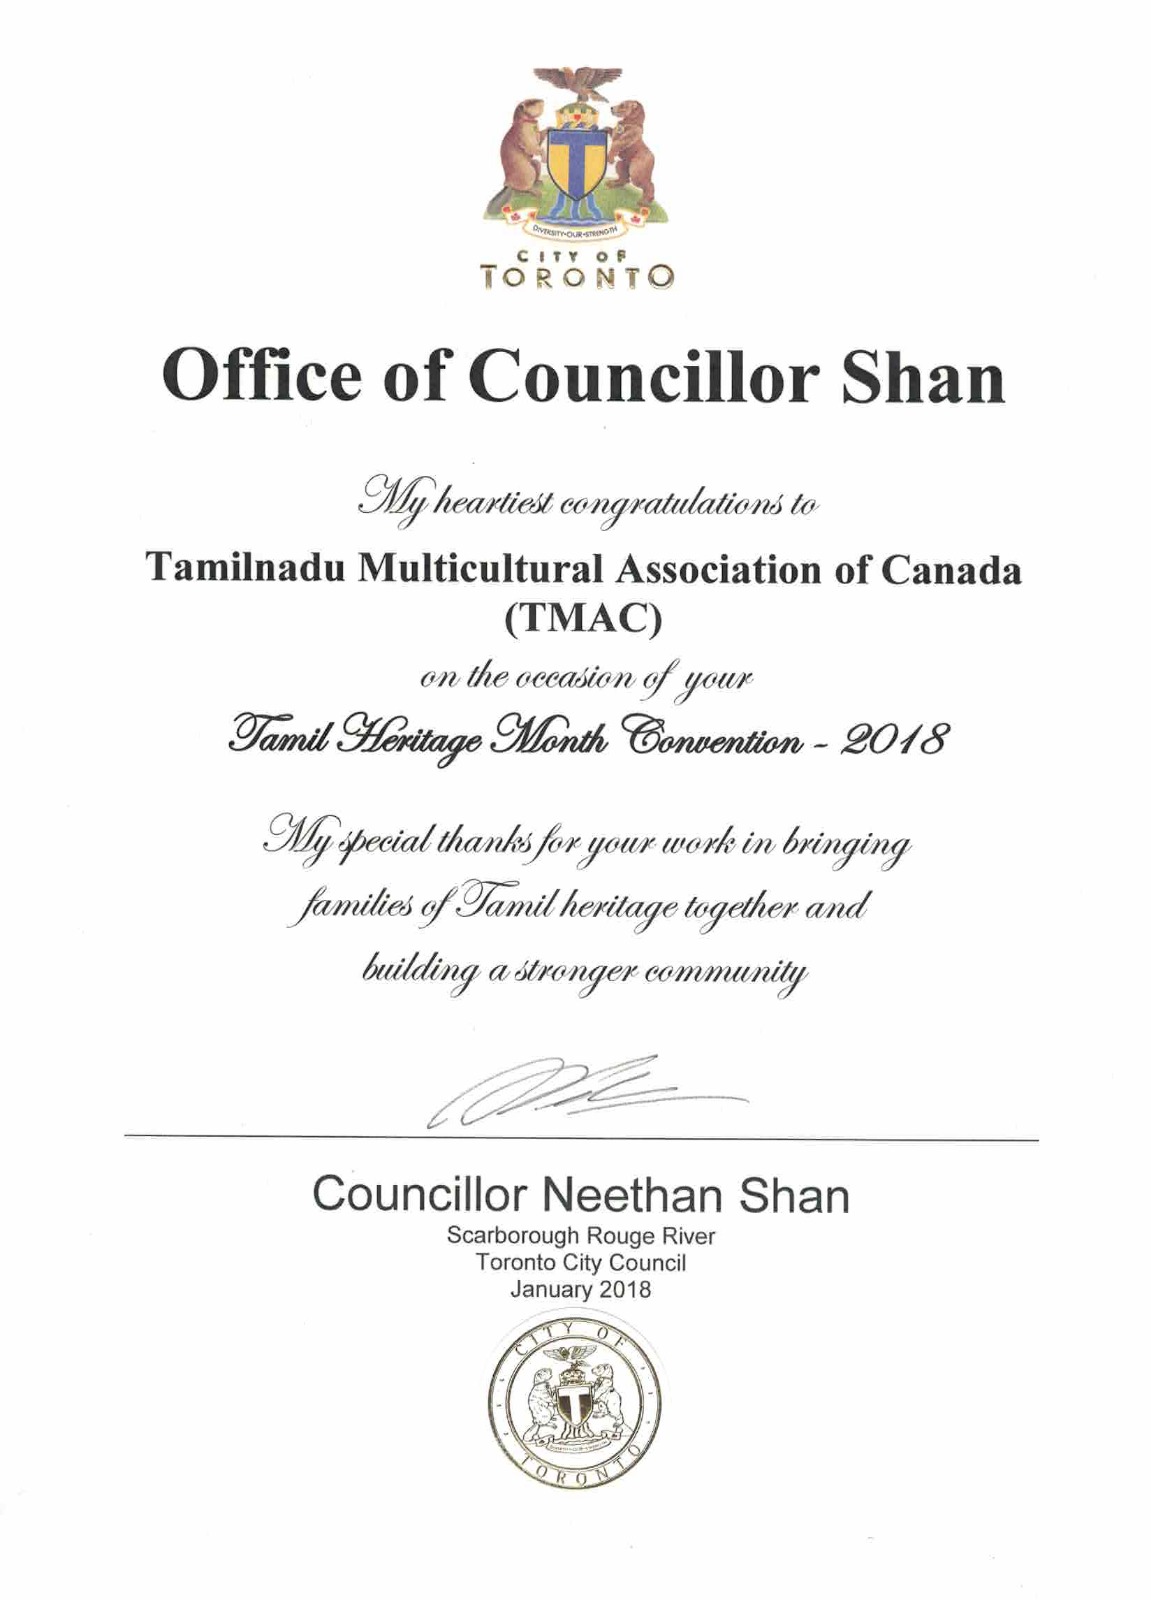 DIVERSITY•OUR•STRENGTH
CITY OF
TORONTO
Office of Councillor Shan
My heartiest congratulations to
Tamilnadu Multicultural Association of Canada
(TMAC)
on the occasion of your
Tamil Heritage Month Convention - 2018
My special thanks for your work in bringing
families of Tamil heritage together and
building a stronger community
Councillor Neethan Shan
Scarborough Rouge River
Toronto City Council
January 2018
CITY OF
T
TORONTO